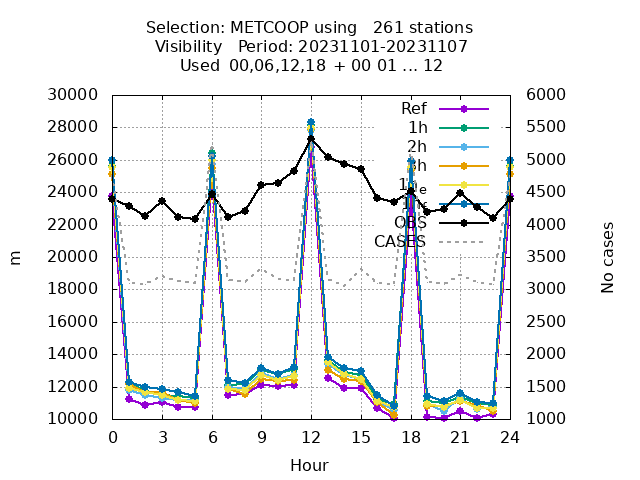 Selection: METCOOP using 261 stations
Visibility Period: 20231101-20231107
Used 00,06,12,18 + 00 01 ... 12
30000
28000
26000
24000
22000
20000
18000
16000
14000
12000
10000
m
6000
5500
5000
4500
4000
3500
3000
2500
2000
1500
1000
No cases
Ref
1h
2h
3h
OBS
CASES
0 3 6 9 12 15 18 21 24
Hour